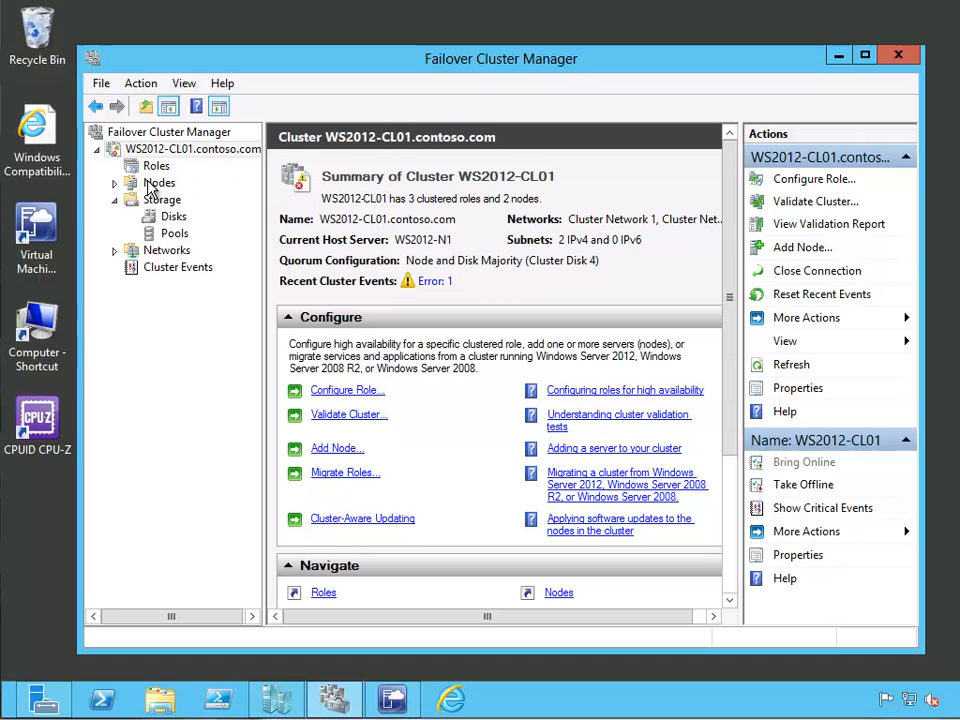 Recycle Bin
Windows
Compatibili...
Virtual
Machi...
Computer -
Shortcut
CPUID CPU-Z
Failover Cluster Manager
File Action View Help
Failover Cluster Manager
WS2012-CL01.contoso.com
Roles
Nodes
Storage
Disks
Pools
Networks
Cluster Events
Cluster WS2012-CL01.contoso.com
Summary of Cluster WS2012-CL01
WS2012-CL01 has 3 clustered roles and 2 nodes.
Name: WS2012-CL01.contoso.com Networks: Cluster Network 1, Cluster Net..
Current Host Server: WS2012-N1 Subnets: 2 IPv4 and 0 IPv6
Quorum Configuration: Node and Disk Majority (Cluster Disk 4)
Recent Cluster Events: Error: 1
Configure
Configure high availability for a specific clustered role, add one or more servers (nodes), or
migrate services and applications from a cluster running Windows Server 2012, Windows
Server 2008 R2, or Windows Server 2008.
Configure Role... Configuring roles for high availability
Validate Cluster... Understanding cluster validation
tests
Add Node... Adding a server to your cluster
Migrate Roles... Migrating a cluster from Windows
Server 2012, Windows Server 2008
R2, or Windows Server 2008.
Cluster-Aware Updating Applying software updates to the
nodes in the cluster
Navigate
Roles Nodes
Actions
WS2012-CL01.contos...
Configure Role...
Validate Cluster...
View Validation Report
Add Node...
Close Connection
Reset Recent Events
More Actions
View
Refresh
Properties
Help
Name: WS2012-CL01
Bring Online
Take Offline
Show Critical Events
More Actions
Properties
Help